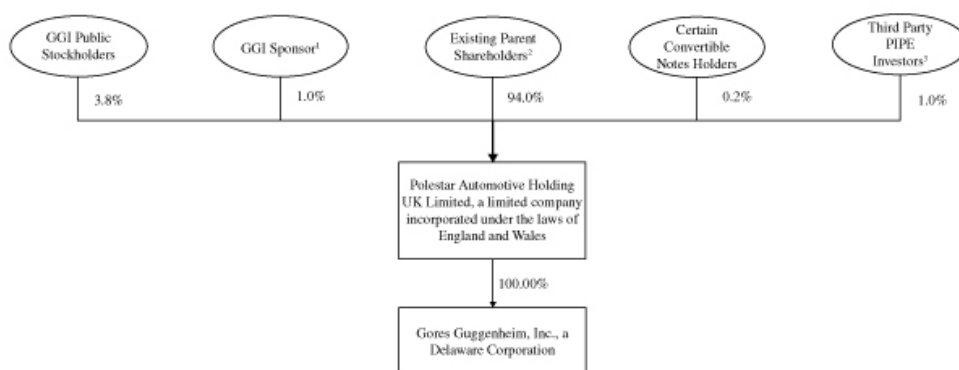 GGI Public
Stockholders
GGI Sponsor¹
Existing Parent
Shareholders²
Certain
Convertible
Notes Holders
Third Party
PIPE
Investors³
3.8%
1.0%
94.0%
0.2%
1.0%
Polestar Automotive Holding
UK Limited, a limited company
incorporated under the laws of
England and Wales
100.00%
Gores Guggenheim, Inc., a
Delaware Corporation